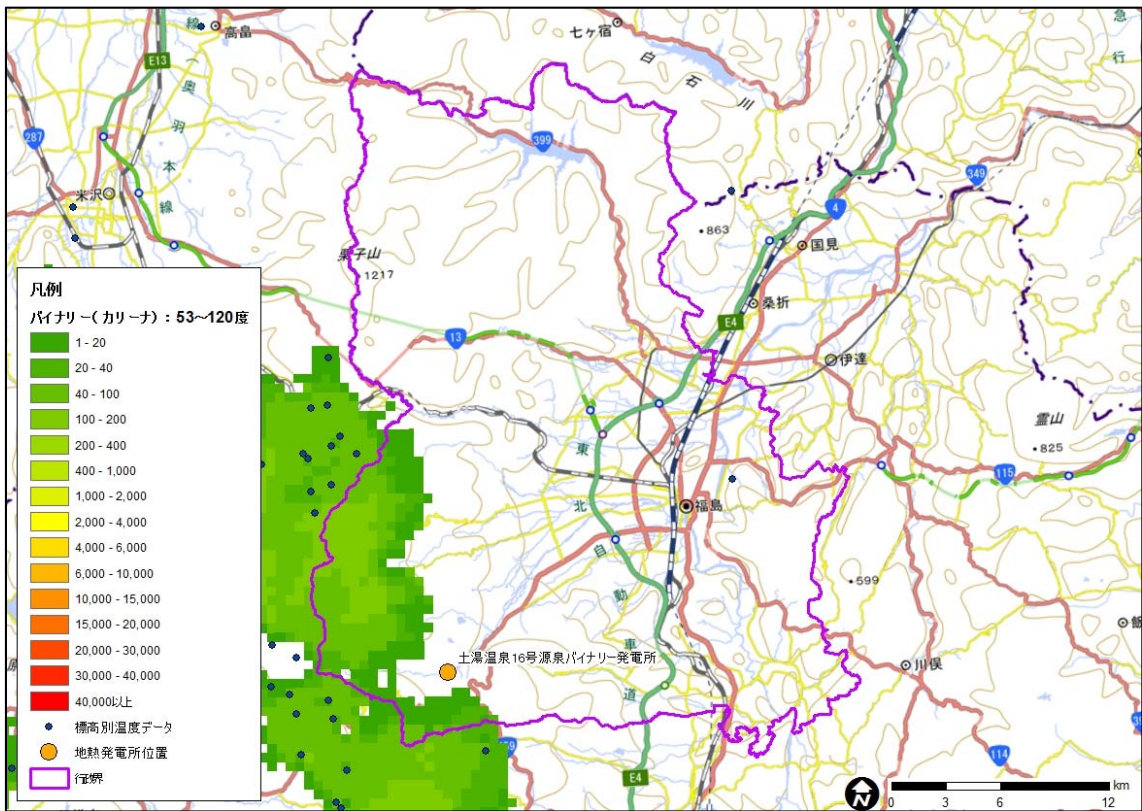 高畠
七ヶ宿
白石川
急行
E13
奥羽本線
287
米沢
399
349
4
863
国見
栗子山
1217
桑折
E4
13
伊達
霊山
825
115
東北自動車道
福島
599
土湯温泉16号源泉バイナリー発電所
川俣
飯
459
E4
114
凡例
バイナリー(カリーナ):53~120度
1 - 20
20 - 40
40 - 100
100 - 200
200 - 400
400 - 1,000
1,000 - 2,000
2,000 - 4,000
4,000 - 6,000
6,000 - 10,000
10,000 - 15,000
15,000 - 20,000
20,000 - 30,000
30,000 - 40,000
40,000以上
標高別温度データ
地熱発電所位置
行政界
N
km
0 3 6 12